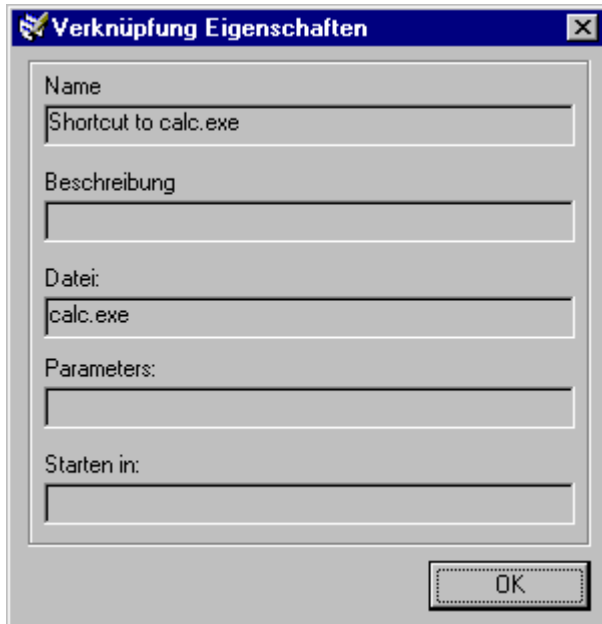 Verknüpfung Eigenschaften
Name
Shortcut to calc.exe
Beschreibung
Datei:
calc.exe
Parameters:
Starten in:
OK